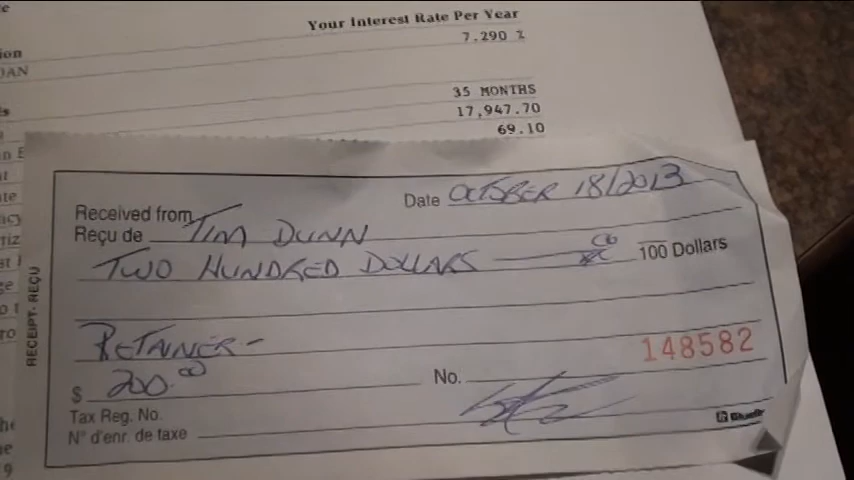 Your Interest Rate Per Year
7.290 %
35 MONTHS
17,947.70
69.10
Date OCTOBER 18/2013
Received from
Reçu de TIM DUNN
TWO HUNDRED DOLLARS 100 Dollars
RETAINER-
148582
$ 200.00 No.
Tax Reg. No.
N° d'enr. de taxe
RECEIPT-REÇU